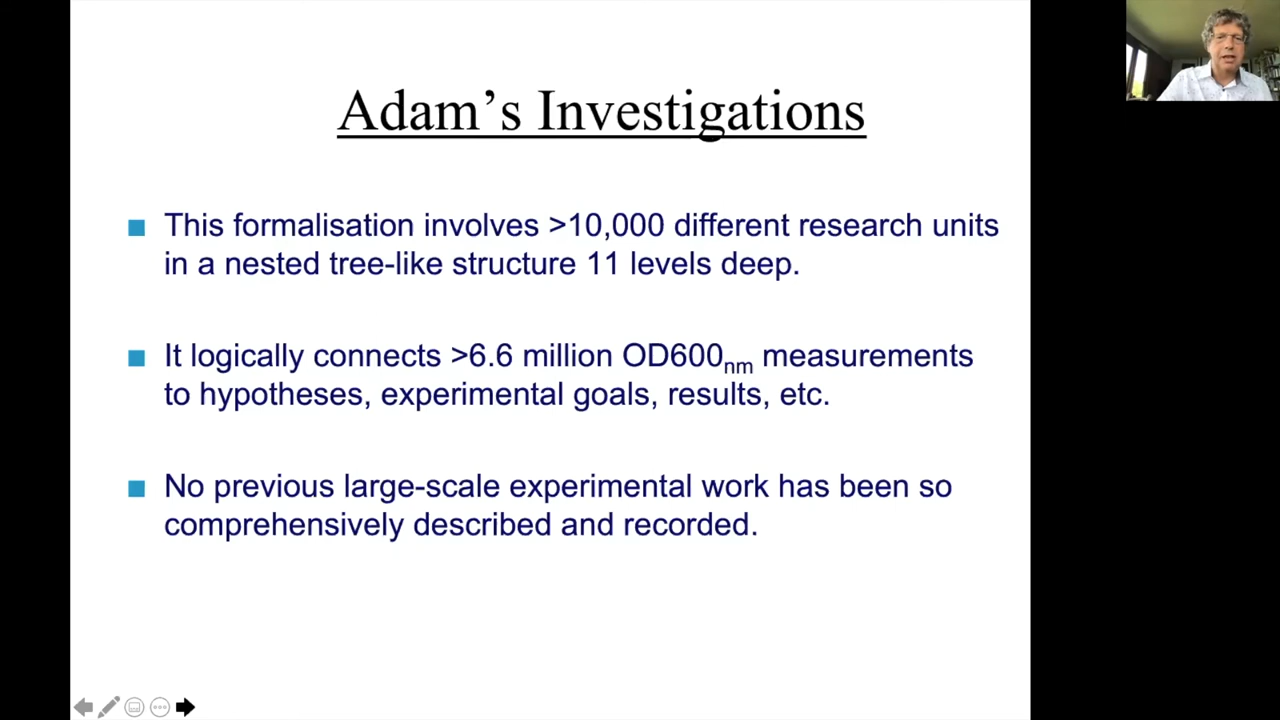 Adam’s Investigations
This formalisation involves >10,000 different research units
in a nested tree-like structure 11 levels deep.
It logically connects >6.6 million OD600nm measurements
to hypotheses, experimental goals, results, etc.
No previous large-scale experimental work has been so
comprehensively described and recorded.